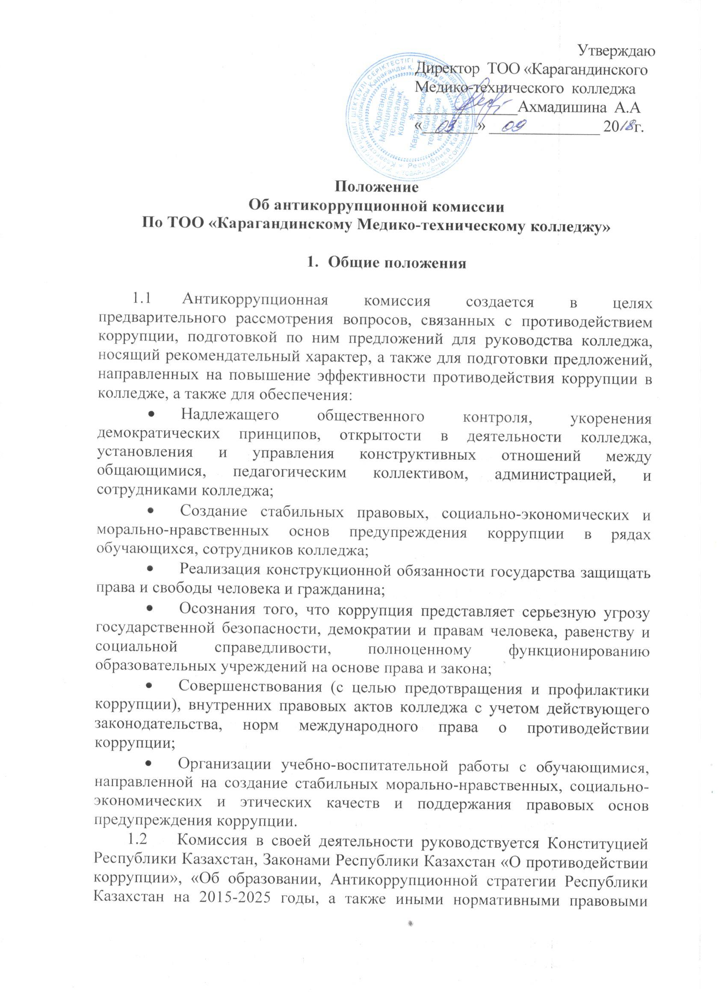 Утверждаю
Директор ТОО «Карагандинского
Медико-технического колледжа
____________Ахмадишина А.А
«__03__» __09__________ 2018г.
"Қарағанды
Медициналық-
техникалық
колледжі"
*
"Карагандинский
Медико-
технический
колледж"
Положение
Об антикоррупционной комиссии
По ТОО «Карагандинскому Медико-техническому колледжу»
1. Общие положения
1.1 Антикоррупционная комиссия создается в целях
предварительного рассмотрения вопросов, связанных с противодействием
коррупции, подготовкой по ним предложений для руководства колледжа,
носящий рекомендательный характер, а также для подготовки предложений,
направленных на повышение эффективности противодействия коррупции в
колледже, а также для обеспечения:
• Надлежащего общественного контроля, укоренения
демократических принципов, открытости в деятельности колледжа,
установления и управления конструктивных отношений между
общающимися, педагогическим коллективом, администрацией, и
сотрудниками колледжа;
• Создание стабильных правовых, социально-экономических и
морально-нравственных основ предупреждения коррупции в рядах
обучающихся, сотрудников колледжа;
• Реализация конструкционной обязанности государства защищать
права и свободы человека и гражданина;
• Осознания того, что коррупция представляет серьезную угрозу
государственной безопасности, демократии и правам человека, равенству и
социальной справедливости, полноценному функционированию
образовательных учреждений на основе права и закона;
• Совершенствования (с целью предотвращения и профилактики
коррупции), внутренних правовых актов колледжа с учетом действующего
законодательства, норм международного права о противодействии
коррупции;
• Организации учебно-воспитательной работы с обучающимися,
направленной на создание стабильных морально-нравственных, социально-
экономических и этических качеств и поддержания правовых основ
предупреждения коррупции.
1.2 Комиссия в своей деятельности руководствуется Конституцией
Республики Казахстан, Законами Республики Казахстан «О противодействии
коррупции», «Об образовании, Антикоррупционной стратегии Республики
Казахстан на 2015-2025 годы, а также иными нормативными правовыми